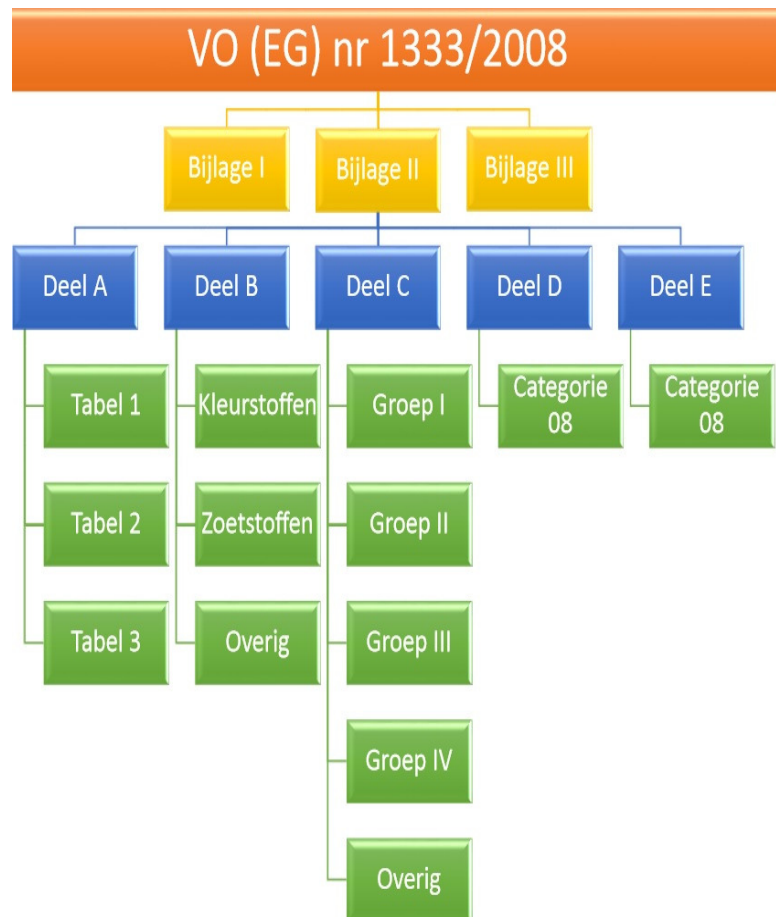 VO (EG) nr 1333/2008
Bijlage I
Bijlage II
Bijlage III
Deel A
Deel B
Deel C
Deel D
Deel E
Tabel 1
Kleurstoffen
Groep I
Categorie
08
Categorie
08
Tabel 2
Zoetstoffen
Groep II
Tabel 3
Overig
Groep III
Groep IV
Overig